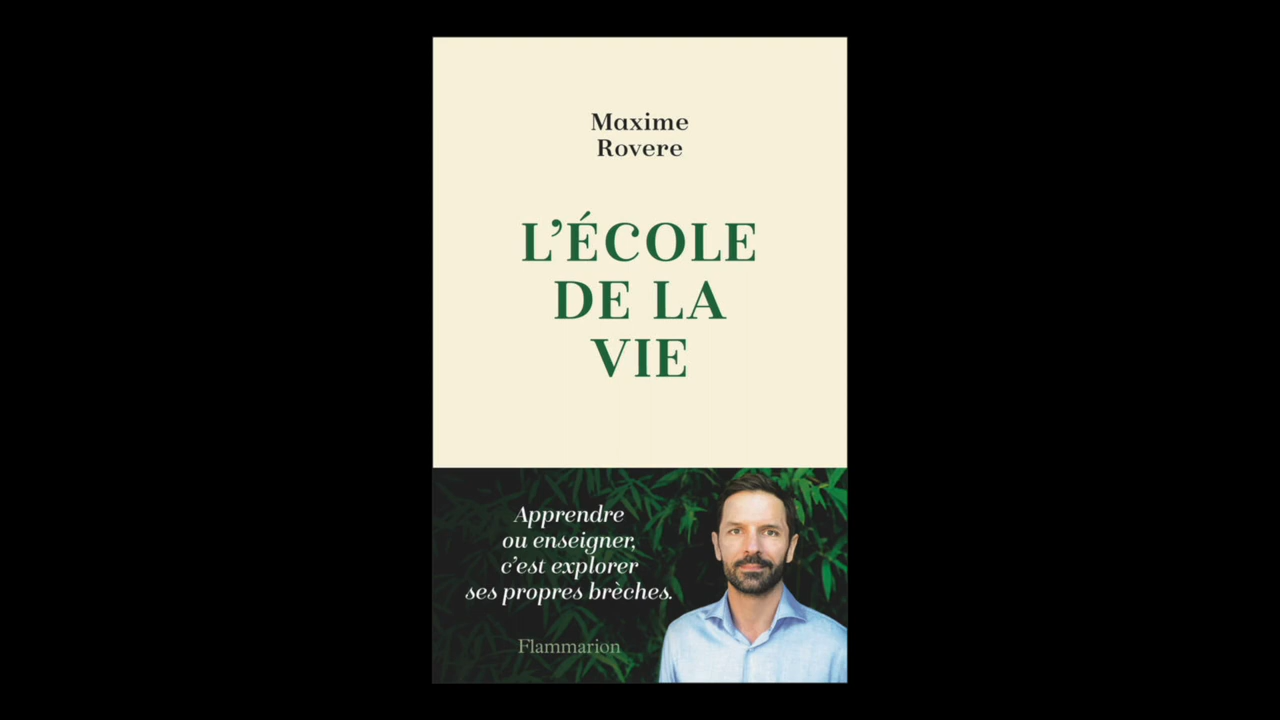 Maxime
Rovere
L’ÉCOLE
DE LA
VIE
Apprendre
ou enseigner,
c’est explorer
ses propres brèches.
Flammarion